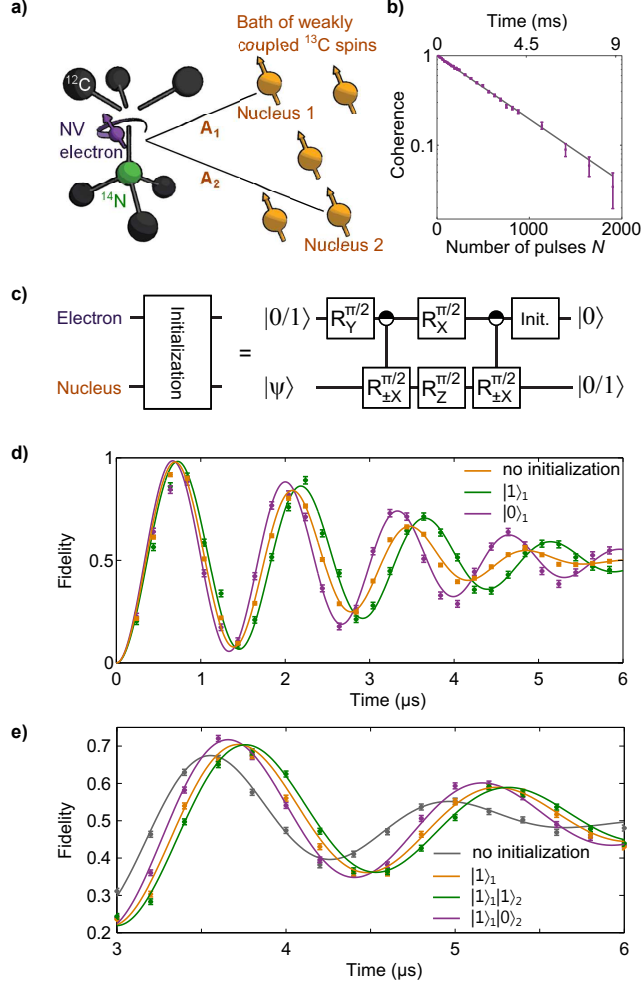 a)
Bath of weakly
coupled ¹³C spins
¹²C
Nucleus 1
NV
electron
A₁
A₂
¹⁴N
Nucleus 2
b)
Time (ms)
0 4.5 9
1
0.1
Coherence
0 1000 2000
Number of pulses N
c)
Electron
Nucleus
Initialization
=
|0/1⟩ R_Y^{π/2} R_X^{π/2} Init. |0⟩
|ψ⟩ R_{±X}^{π/2} R_Z^{π/2} R_{±X}^{π/2} |0/1⟩
d)
1
0.5
0
Fidelity
no initialization
|1⟩₁
|0⟩₁
0 1 2 3 4 5 6
Time (µs)
e)
0.7
0.6
0.5
0.4
0.3
0.2
Fidelity
no initialization
|1⟩₁
|1⟩₁|1⟩₂
|1⟩₁|0⟩₂
3 4 5 6
Time (µs)